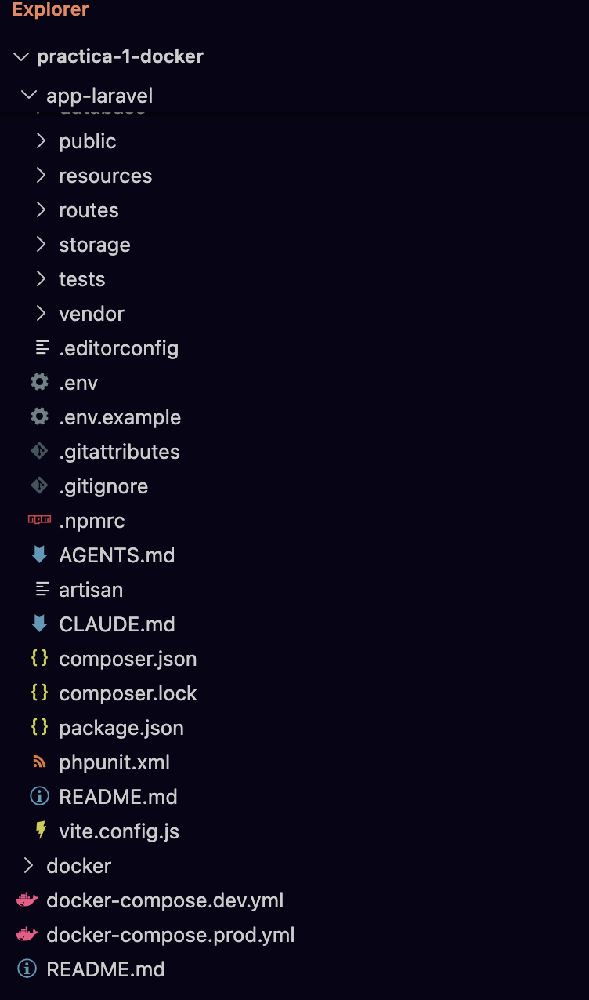 Explorer
practica-1-docker
app-laravel
public
resources
routes
storage
tests
vendor
.editorconfig
.env
.env.example
.gitattributes
.gitignore
.npmrc
AGENTS.md
artisan
CLAUDE.md
composer.json
composer.lock
package.json
phpunit.xml
README.md
vite.config.js
docker
docker-compose.dev.yml
docker-compose.prod.yml
README.md